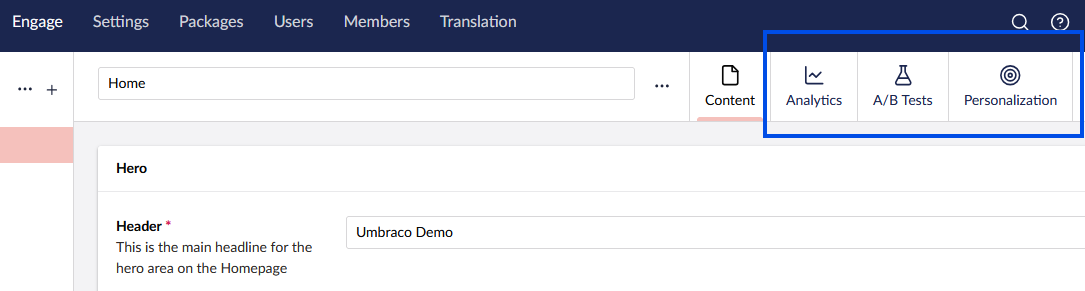 Engage Settings Packages Users Members Translation
Home
Content Analytics A/B Tests Personalization
Hero
Header *
This is the main headline for the
hero area on the Homepage
Umbraco Demo